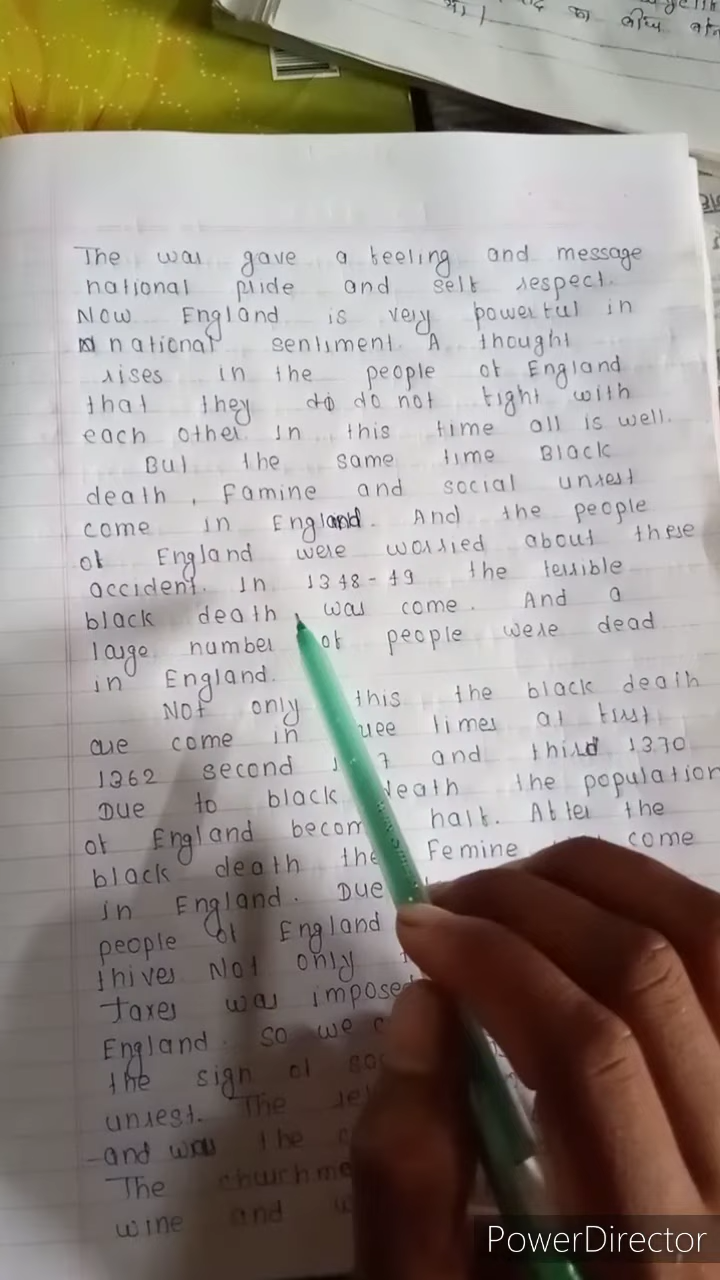 The war gave a feeling and message
national pride and self respect.
Now England is very powerful in
national sentiment. A thought
rises in the people of England
that they do do not fight with
each other. In this time all is well.
But the same time Black
death, Famine and social unrest
come in England. And the people
of England were worried about these
accident. In 1348-49 the terrible
black death, was come. And a
large number of people were dead
in England.
Not only this the black death
are come in times at first
1362 second and third 1370
Due to black death the population
of England becom half. After the
black death the Femine come
in England. Due
people of England
thives Not only
Taxes was imposed
England. So we
the sign of
unrest. The
and was the
The churchme
wine and
PowerDirector